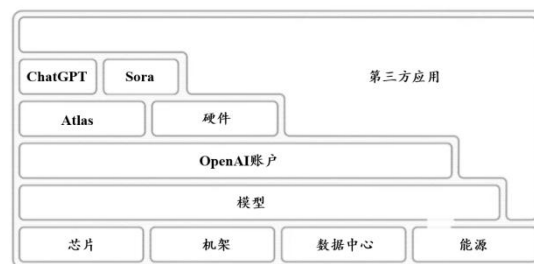 ChatGPT Sora 第三方应用
Atlas 硬件
OpenAI账户
模型
芯片 机架 数据中心 能源